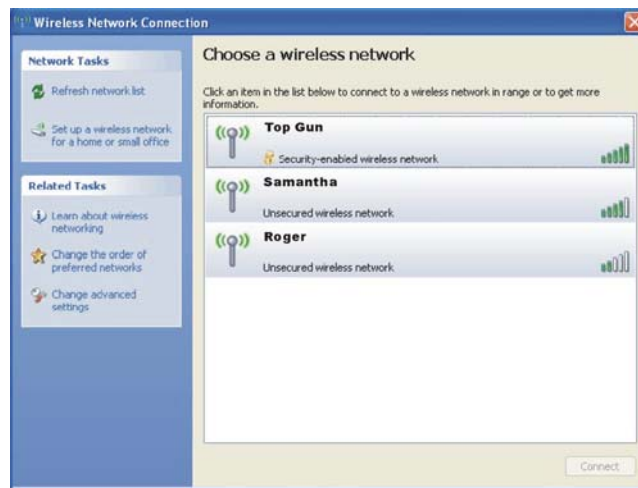 Wireless Network Connection
Network Tasks
Refresh network list
Set up a wireless network
for a home or small office
Related Tasks
Learn about wireless
networking
Change the order of
preferred networks
Change advanced
settings
Choose a wireless network
Click an item in the list below to connect to a wireless network in range or to get more
information.
Top Gun
Security-enabled wireless network
Samantha
Unsecured wireless network
Roger
Unsecured wireless network
Connect